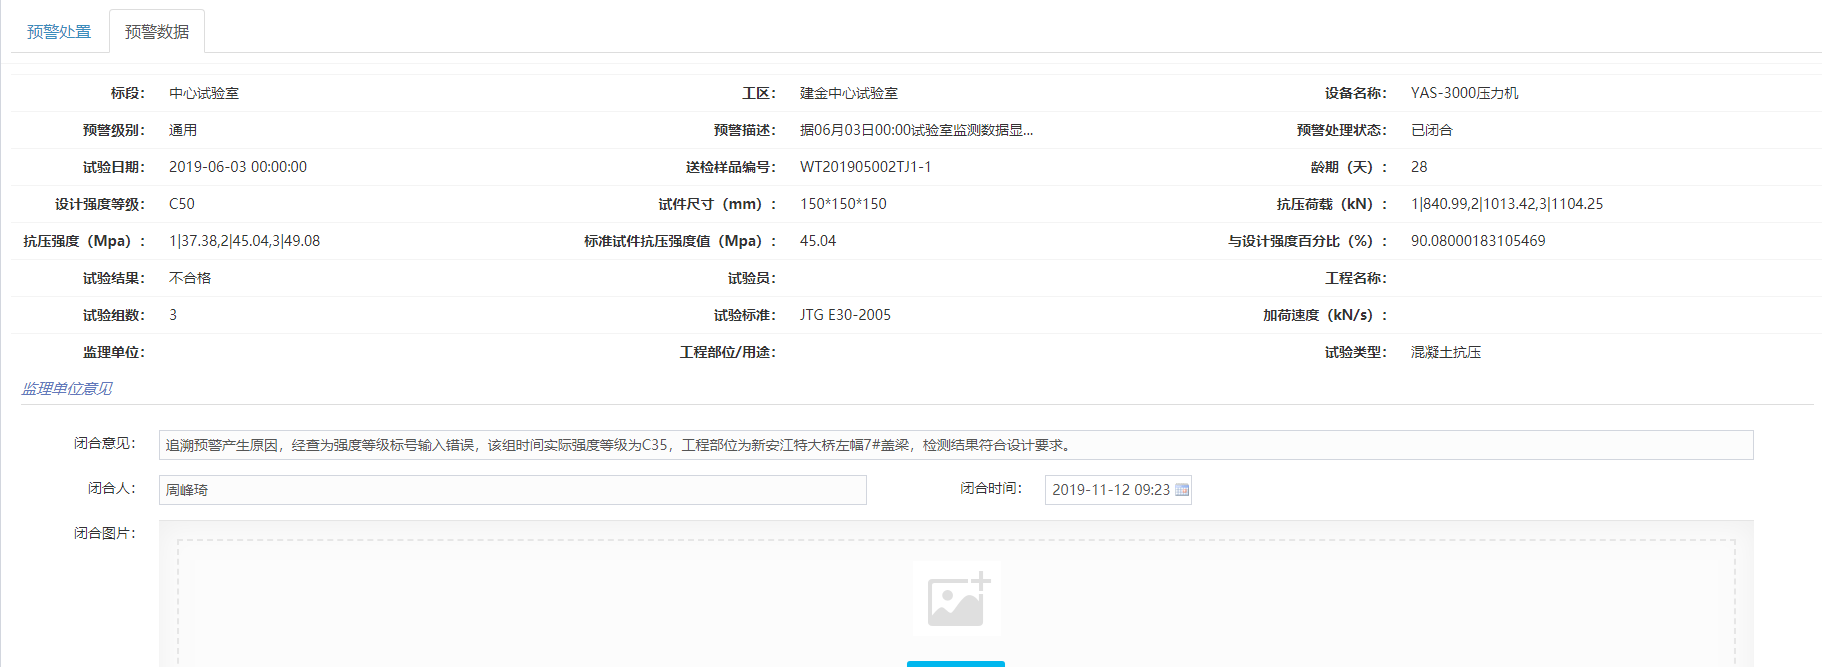 预警处置 预警数据
标段： 中心试验室 工区： 建金中心试验室 设备名称： YAS-3000压力机
预警级别： 通用 预警描述： 据06月03日00:00试验室监测数据显... 预警处理状态： 已闭合
试验日期： 2019-06-03 00:00:00 送检样品编号： WT201905002TJ1-1 龄期（天）： 28
设计强度等级： C50 试件尺寸（mm）： 150*150*150 抗压荷载（kN）： 1|840.99,2|1013.42,3|1104.25
抗压强度（Mpa）： 1|37.38,2|45.04,3|49.08 标准试件抗压强度值（Mpa）： 45.04 与设计强度百分比（%）： 90.08000183105469
试验结果： 不合格 试验员： 工程名称：
试验组数： 3 试验标准： JTG E30-2005 加荷速度（kN/s）：
监理单位： 工程部位/用途： 试验类型： 混凝土抗压
监理单位意见
闭合意见： 追溯预警产生原因，经查为强度等级标号输入错误，该组时间实际强度等级为C35，工程部位为新安江特大桥左幅7#盖梁，检测结果符合设计要求。
闭合人： 周峰琦 闭合时间： 2019-11-12 09:23
闭合图片：